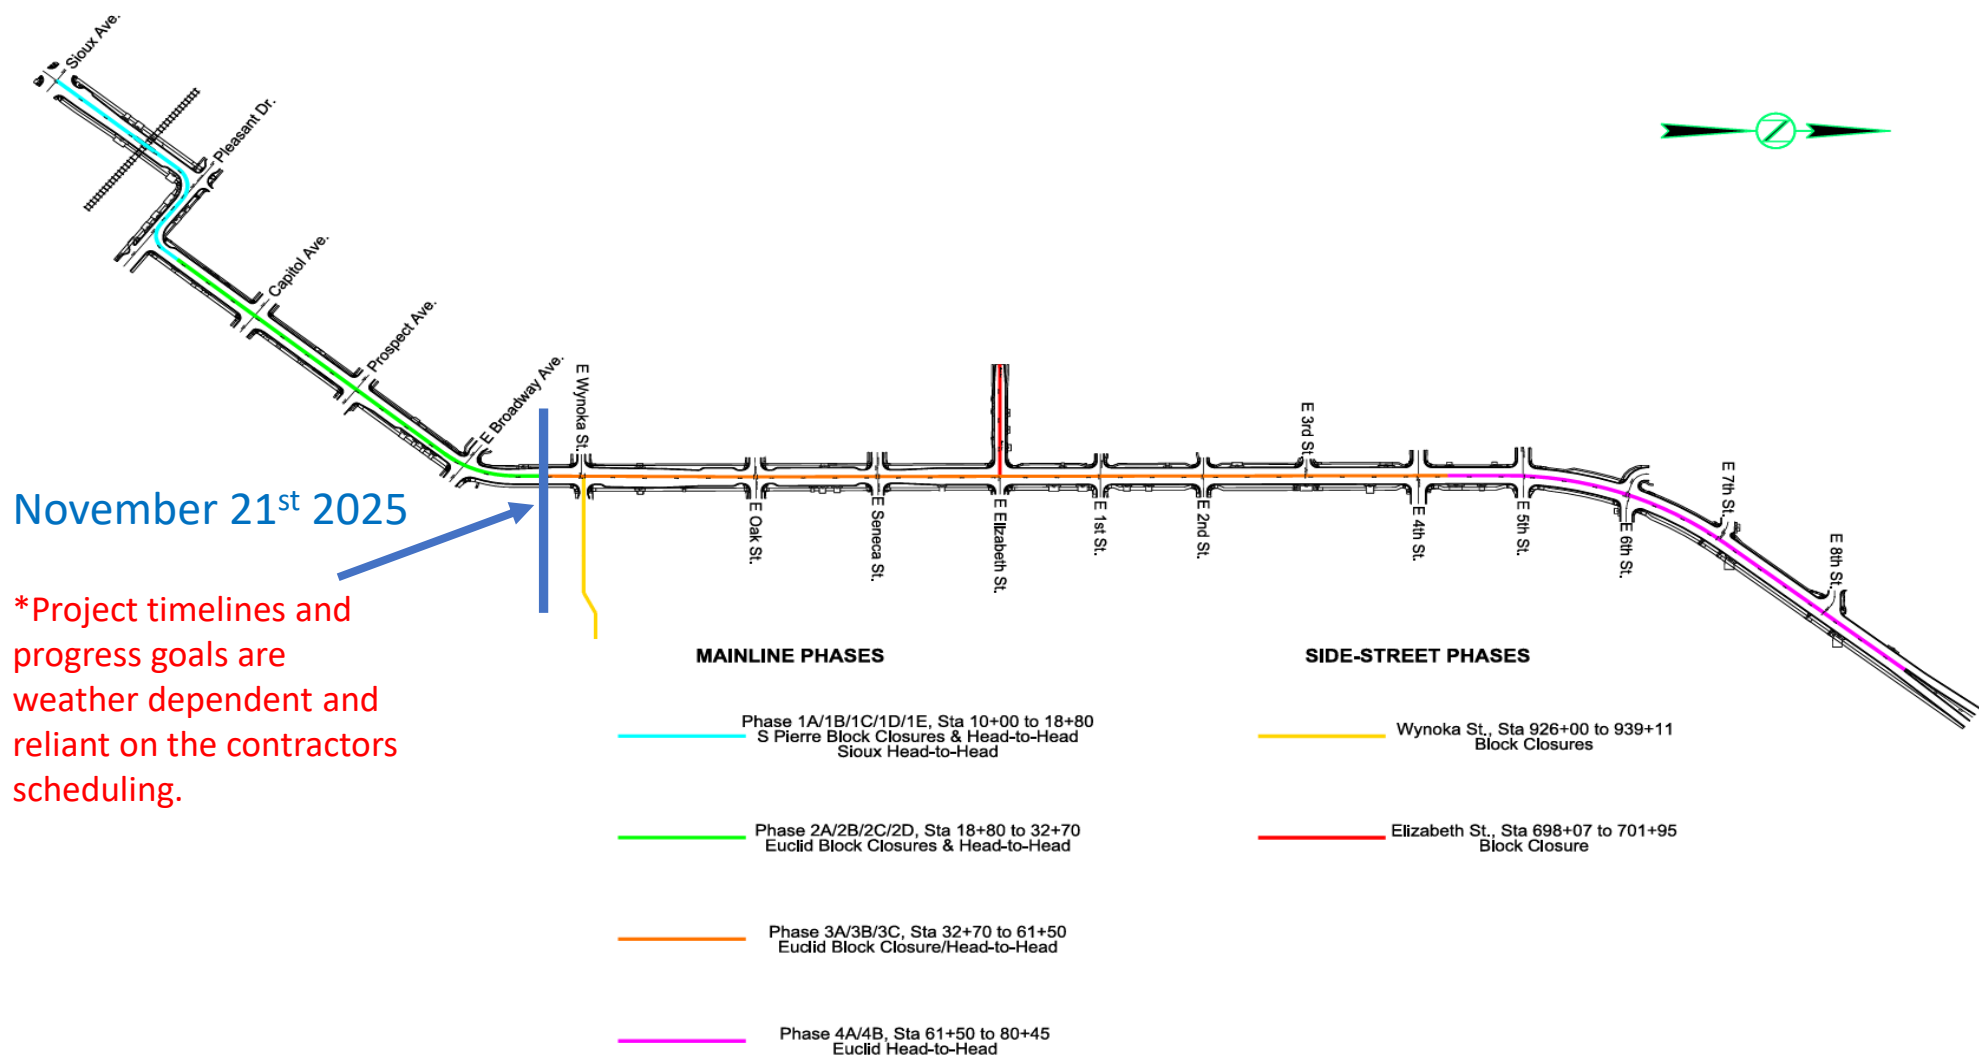 Sioux Ave.
Pleasant Dr.
Capitol Ave.
Prospect Ave.
E Broadway Ave.
E Wynoka St.
E Oak St.
E Seneca St.
E Elizabeth St.
E 1st St.
E 2nd St.
E 3rd St.
E 4th St.
E 5th St.
E 6th St.
E 7th St.
E 8th St.
November 21st 2025
*Project timelines and
progress goals are
weather dependent and
reliant on the contractors
scheduling.
MAINLINE PHASES
Phase 1A/1B/1C/1D/1E, Sta 10+00 to 18+80
S Pierre Block Closures & Head-to-Head
Sioux Head-to-Head
Phase 2A/2B/2C/2D, Sta 18+80 to 32+70
Euclid Block Closures & Head-to-Head
Phase 3A/3B/3C, Sta 32+70 to 61+50
Euclid Block Closure/Head-to-Head
Phase 4A/4B, Sta 61+50 to 80+45
Euclid Head-to-Head
SIDE-STREET PHASES
Wynoka St., Sta 926+00 to 939+11
Block Closures
Elizabeth St., Sta 698+07 to 701+95
Block Closure